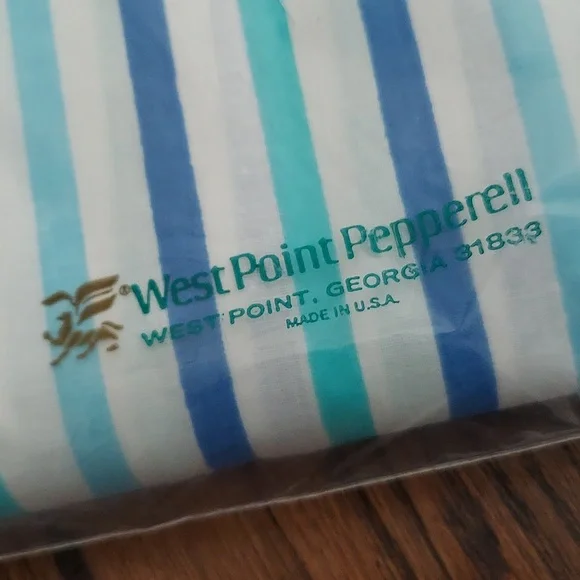 ®West Point Pepperell
WEST POINT, GEORGIA 31833
MADE IN U.S.A.